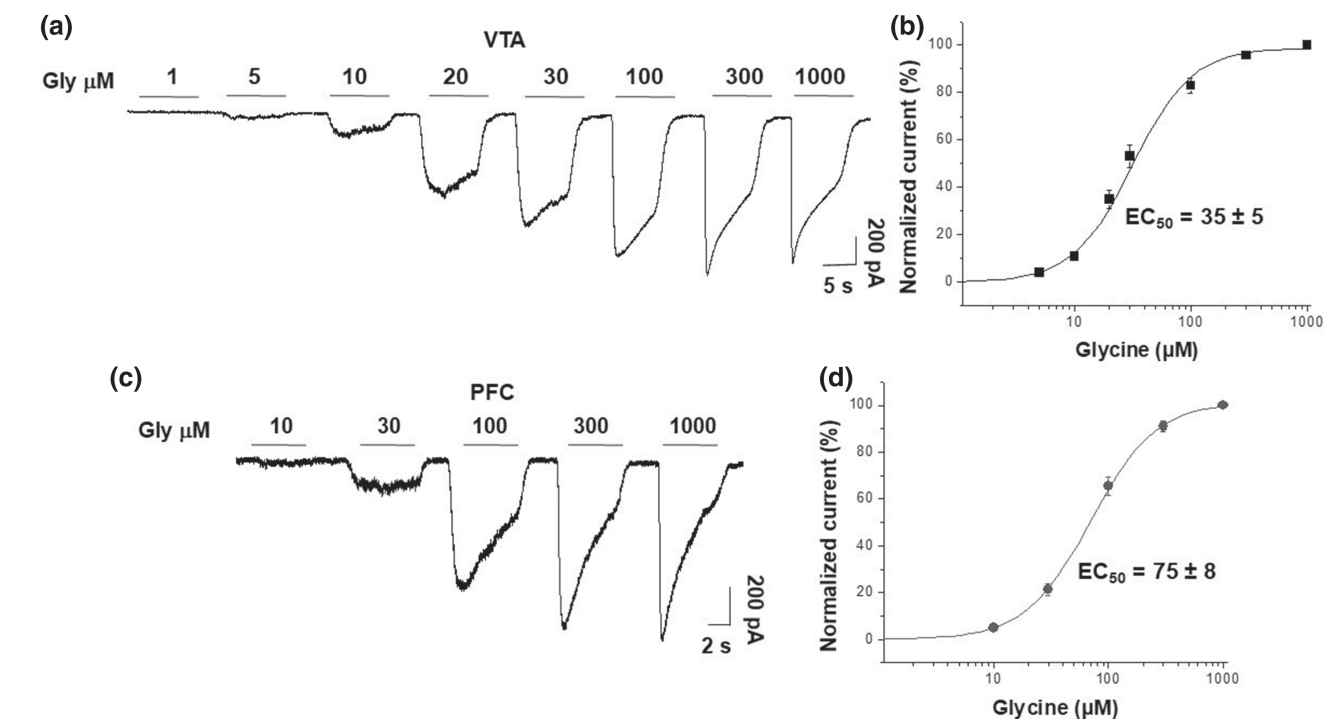 (a)
VTA
Gly μM 1 5 10 20 30 100 300 1000
200 pA
5 s
(b)
Normalized current (%)
100
80
60
40
20
0
EC50 = 35 ± 5
10 100 1000
Glycine (µM)
(c)
PFC
Gly μM 10 30 100 300 1000
200 pA
2 s
(d)
Normalized current (%)
100
80
60
40
20
0
EC50 = 75 ± 8
10 100 1000
Glycine (µM)